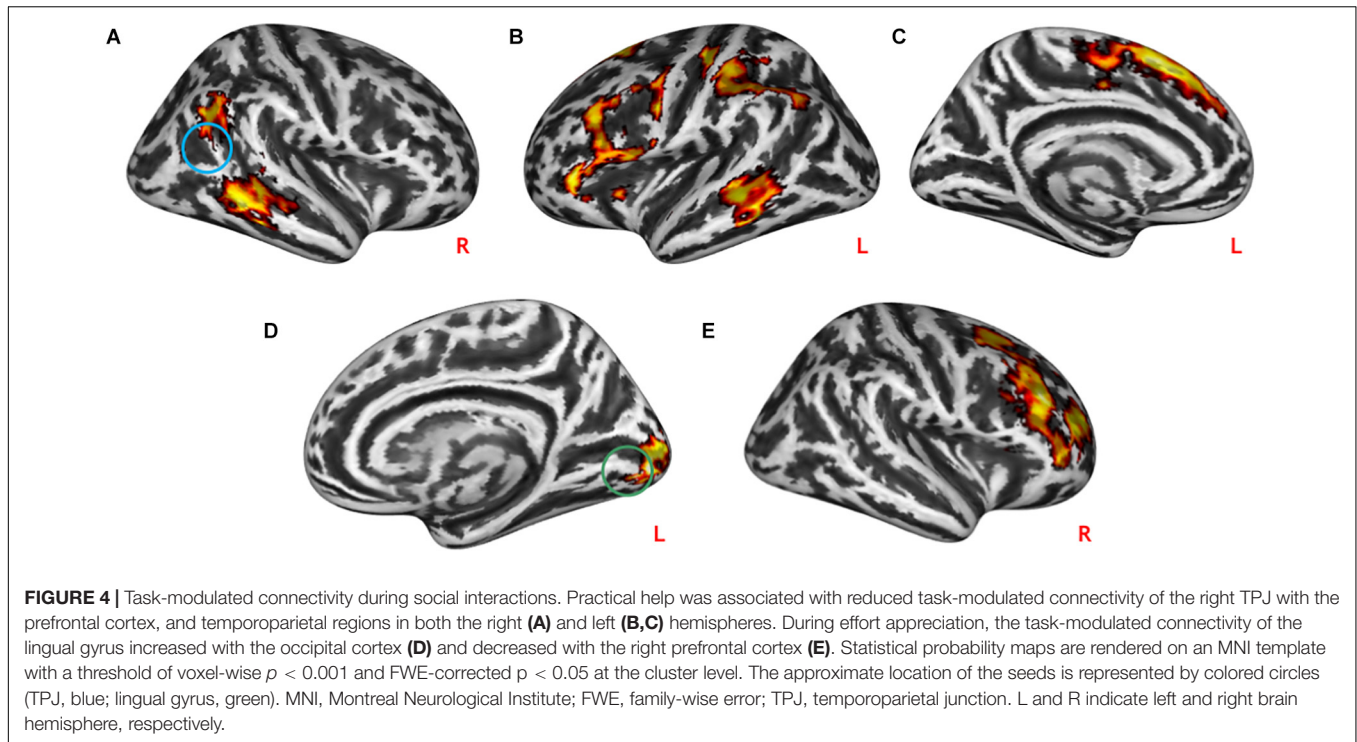 A
B
C
R
L
L
D
E
L
R
FIGURE 4 | Task-modulated connectivity during social interactions. Practical help was associated with reduced task-modulated connectivity of the right TPJ with the
prefrontal cortex, and temporoparietal regions in both the right (A) and left (B,C) hemispheres. During effort appreciation, the task-modulated connectivity of the
lingual gyrus increased with the occipital cortex (D) and decreased with the right prefrontal cortex (E). Statistical probability maps are rendered on an MNI template
with a threshold of voxel-wise p < 0.001 and FWE-corrected p < 0.05 at the cluster level. The approximate location of the seeds is represented by colored circles
(TPJ, blue; lingual gyrus, green). MNI, Montreal Neurological Institute; FWE, family-wise error; TPJ, temporoparietal junction. L and R indicate left and right brain
hemisphere, respectively.